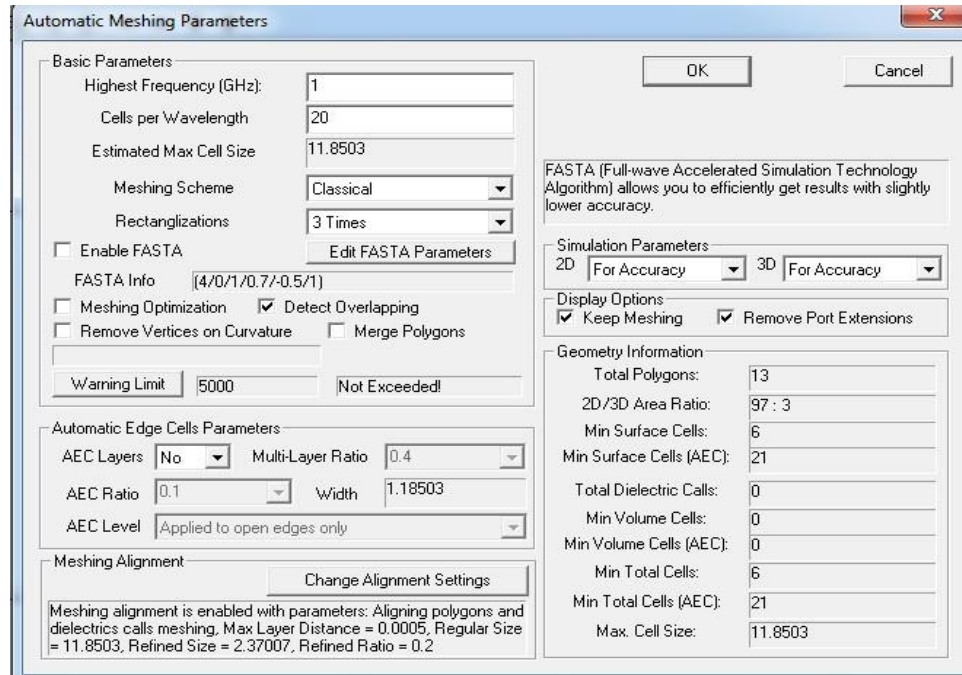 Automatic Meshing Parameters
Basic Parameters
Highest Frequency (GHz): 1
Cells per Wavelength 20
Estimated Max Cell Size 11.8503
Meshing Scheme Classical
Rectanglizations 3 Times
Enable FASTA Edit FASTA Parameters
FASTA Info (4/0/1/0.7/-0.5/1)
Meshing Optimization Detect Overlapping
Remove Vertices on Curvature Merge Polygons
Warning Limit 5000 Not Exceeded!
Automatic Edge Cells Parameters
AEC Layers No Multi-Layer Ratio 0.4
AEC Ratio 0.1 Width 1.18503
AEC Level Applied to open edges only
Meshing Alignment
Change Alignment Settings
Meshing alignment is enabled with parameters: Aligning polygons and
dielectrics calls meshing, Max Layer Distance = 0.0005, Regular Size
= 11.8503, Refined Size = 2.37007, Refined Ratio = 0.2
OK Cancel
FASTA (Full-wave Accelerated Simulation Technology
Algorithm) allows you to efficiently get results with slightly
lower accuracy.
Simulation Parameters
2D For Accuracy 3D For Accuracy
Display Options
Keep Meshing Remove Port Extensions
Geometry Information
Total Polygons: 13
2D/3D Area Ratio: 97 : 3
Min Surface Cells: 6
Min Surface Cells (AEC): 21
Total Dielectric Calls: 0
Min Volume Cells: 0
Min Volume Cells (AEC): 0
Min Total Cells: 6
Min Total Cells (AEC): 21
Max. Cell Size: 11.8503